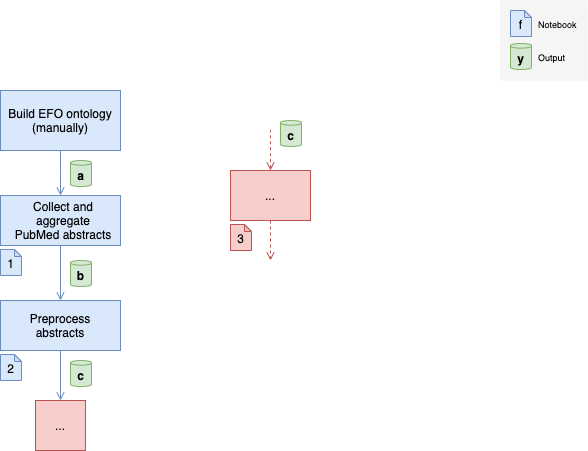 f
Notebook
y
Output
Build EFO ontology
(manually)
a
Collect and
aggregate
PubMed abstracts
1
b
Preprocess
abstracts
2
c
...
c
...
3